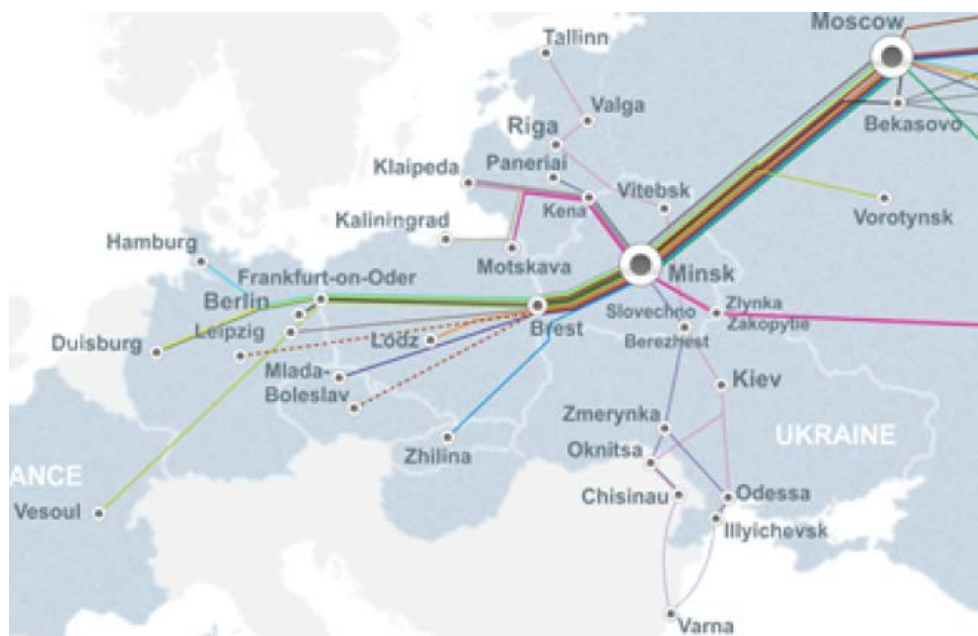 Moscow
Tallinn
Bekasovo
Valga
Riga
Paneriai
Klaipeda
Vitebsk
Kena
Vorotynsk
Kaliningrad
Motskava
Hamburg
Minsk
Frankfurt-on-Oder
Berlin
Slovechno
Zlynka
Zakopytie
Brest
Leipzig
Duisburg
Lodz
Berezhest
Mlada-
Boleslav
Kiev
Zmerynka
UKRAINE
Zhilina
Oknitsa
ANCE
Chisinau
Odessa
Vesoul
Illyichevsk
Varna